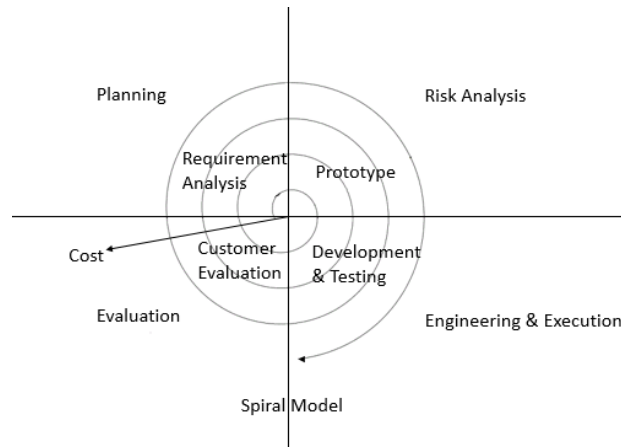 Planning
Risk Analysis
Requirement
Analysis
Prototype
Customer
Evaluation
Development
& Testing
Cost
Evaluation
Engineering & Execution
Spiral Model